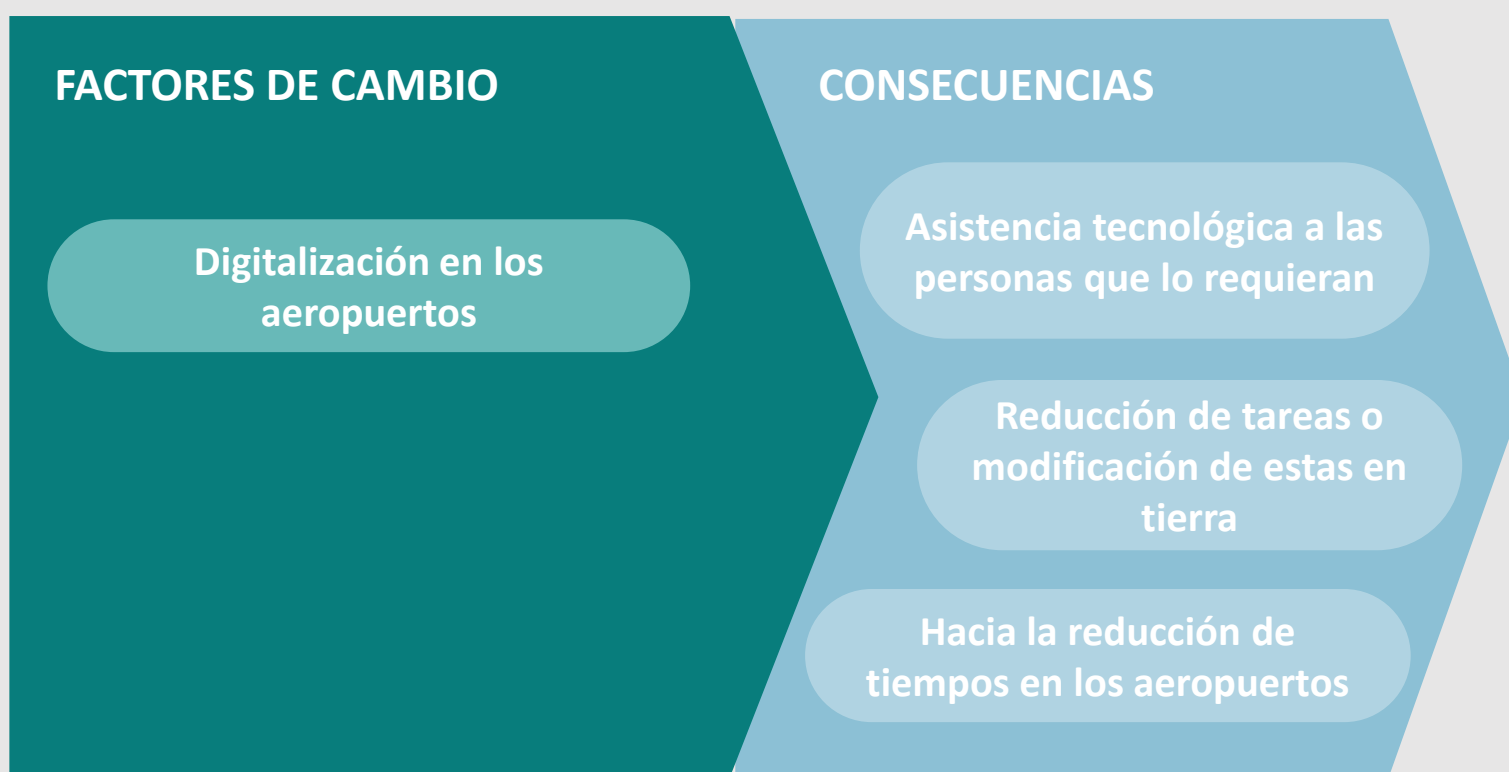 FACTORES DE CAMBIO
Digitalización en los
aeropuertos
CONSECUENCIAS
Asistencia tecnológica a las
personas que lo requieran
Reducción de tareas o
modificación de estas en
tierra
Hacia la reducción de
tiempos en los aeropuertos